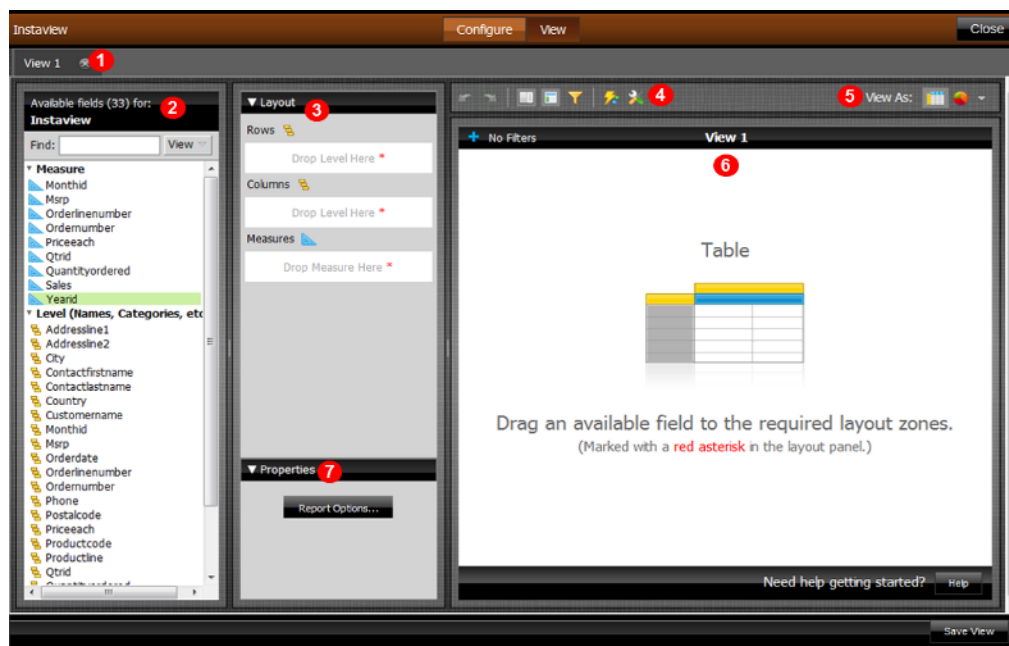 Instaview
Configure View
Close
View 1
1
Available fields (33) for:
2
Instaview
Find:
View
Measure
Monthid
Msrp
Orderlinenumber
Ordernumber
Priceeach
Qtrid
Quantityordered
Sales
Yearid
Level (Names, Categories, etc
Addressline1
Addressline2
City
Contactfirstname
Contactlastname
Country
Customername
Monthid
Msrp
Orderdate
Orderlinenumber
Ordernumber
Phone
Postalcode
Priceeach
Productcode
Productline
Qtrid
Quantityordered
Layout
3
Rows
Drop Level Here *
Columns
Drop Level Here *
Measures
Drop Measure Here *
Properties
7
Report Options...
4
5
View As:
No Filters
View 1
6
Table
Drag an available field to the required layout zones.
(Marked with a red asterisk in the layout panel.)
Need help getting started?
Help
Save View